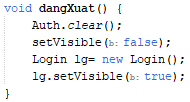 void dangXuat() {
Auth.clear();
setVisible(b: false);
Login lg= new Login();
lg.setVisible(b: true);
}